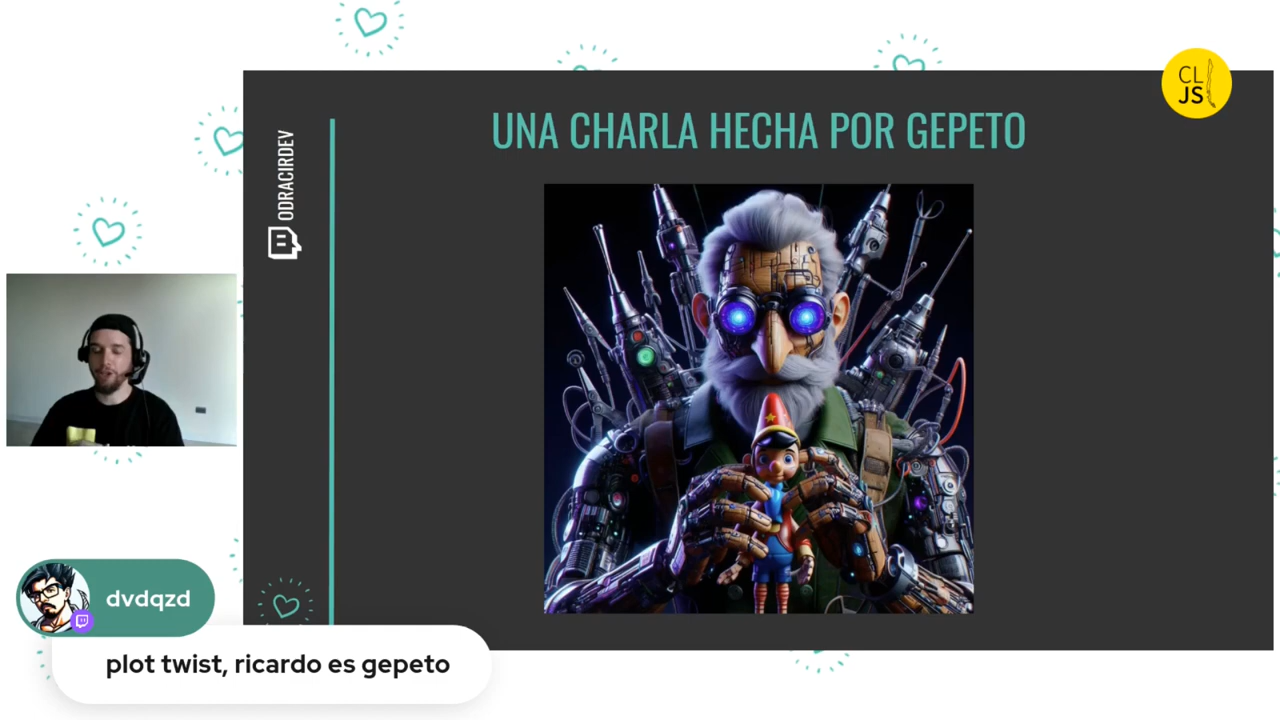 UNA CHARLA HECHA POR GEPETO
CL
JS
ODRACIRDEV
dvdqzd
plot twist, ricardo es gepeto